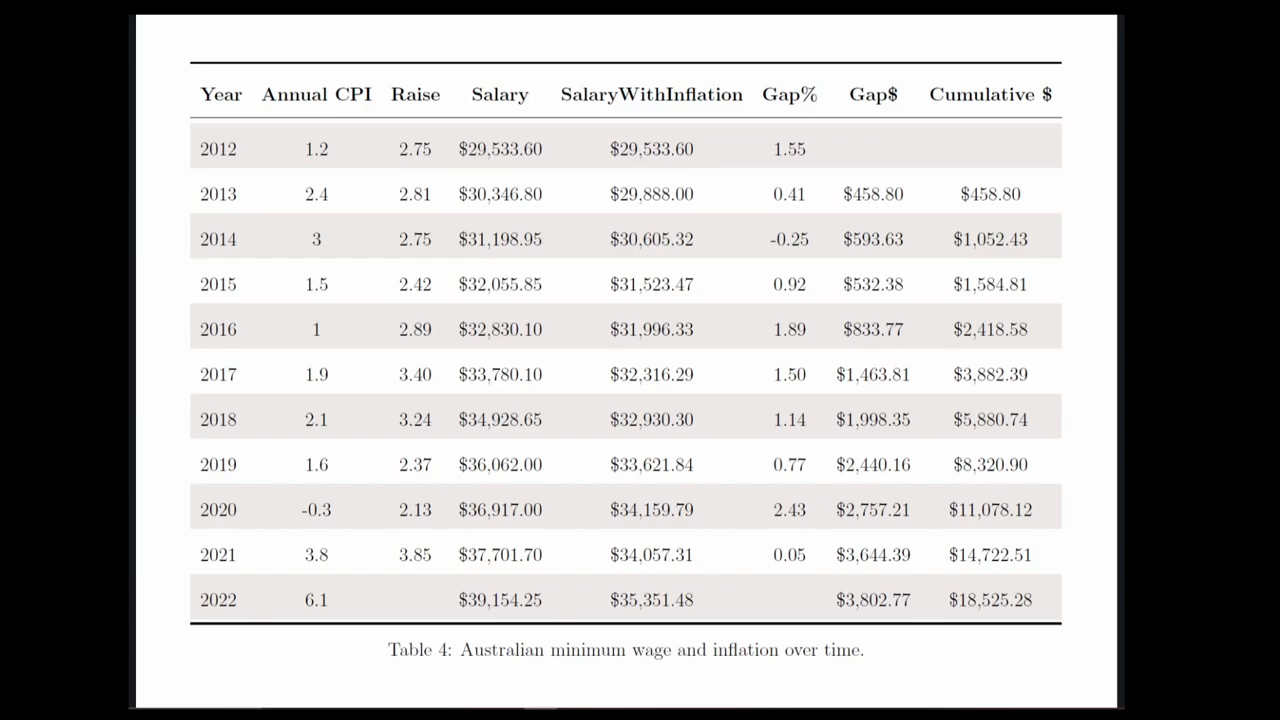 Year Annual CPI Raise Salary SalaryWithInflation Gap% Gap$ Cumulative $
2012 1.2 2.75 $29,533.60 $29,533.60 1.55
2013 2.4 2.81 $30,346.80 $29,888.00 0.41 $458.80 $458.80
2014 3 2.75 $31,198.95 $30,605.32 -0.25 $593.63 $1,052.43
2015 1.5 2.42 $32,055.85 $31,523.47 0.92 $532.38 $1,584.81
2016 1 2.89 $32,830.10 $31,996.33 1.89 $833.77 $2,418.58
2017 1.9 3.40 $33,780.10 $32,316.29 1.50 $1,463.81 $3,882.39
2018 2.1 3.24 $34,928.65 $32,930.30 1.14 $1,998.35 $5,880.74
2019 1.6 2.37 $36,062.00 $33,621.84 0.77 $2,440.16 $8,320.90
2020 -0.3 2.13 $36,917.00 $34,159.79 2.43 $2,757.21 $11,078.12
2021 3.8 3.85 $37,701.70 $34,057.31 0.05 $3,644.39 $14,722.51
2022 6.1 $39,154.25 $35,351.48 $3,802.77 $18,525.28
Table 4: Australian minimum wage and inflation over time.